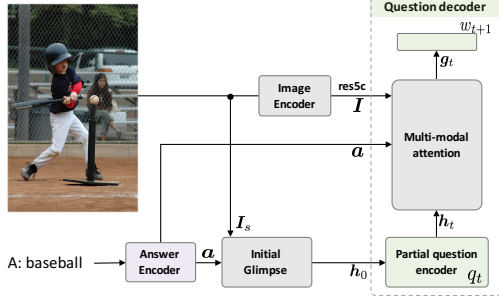 Question decoder
w_{t+1}
g_t
Image
Encoder
res5c
I
Multi-modal
attention
a
I_s
h_t
A: baseball
Answer
Encoder
a
Initial
Glimpse
h_0
Partial question
encoder
q_t